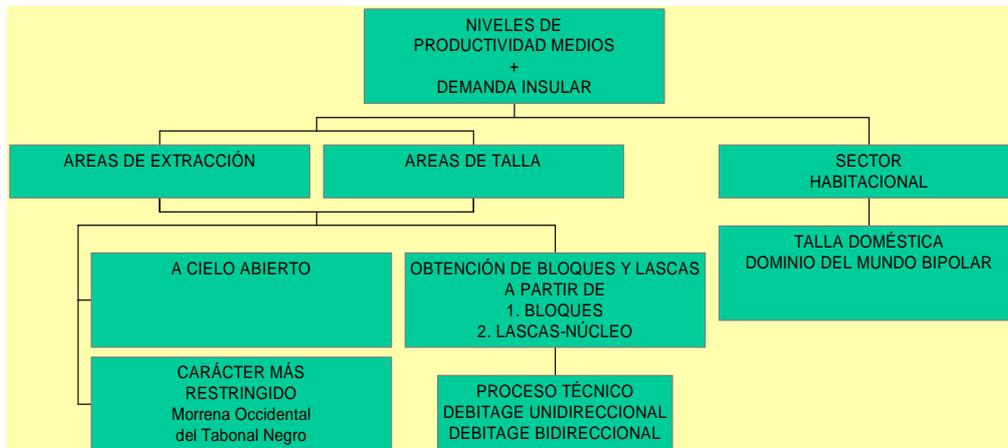 NIVELES DE
PRODUCTIVIDAD MEDIOS
+
DEMANDA INSULAR
AREAS DE EXTRACCIÓN
AREAS DE TALLA
SECTOR
HABITACIONAL
A CIELO ABIERTO
OBTENCIÓN DE BLOQUES Y LASCAS
A PARTIR DE
1. BLOQUES
2. LASCAS-NÚCLEO
TALLA DOMÉSTICA
DOMINIO DEL MUNDO BIPOLAR
CARÁCTER MÁS
RESTRINGIDO
Morrena Occidental
del Tabonal Negro
PROCESO TÉCNICO
DEBITAGE UNIDIRECCIONAL
DEBITAGE BIDIRECCIONAL